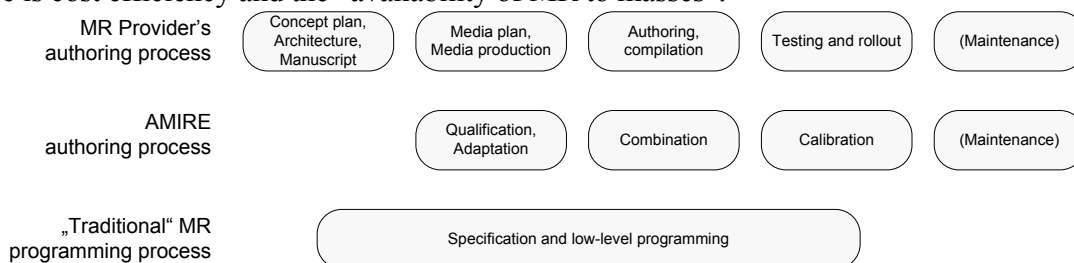 MR Provider's
authoring process
Concept plan,
Architecture,
Manuscript
Media plan,
Media production
Authoring,
compilation
Testing and rollout
(Maintenance)
AMIRE
authoring process
Qualification,
Adaptation
Combination
Calibration
(Maintenance)
„Traditional“ MR
programming process
Specification and low-level programming